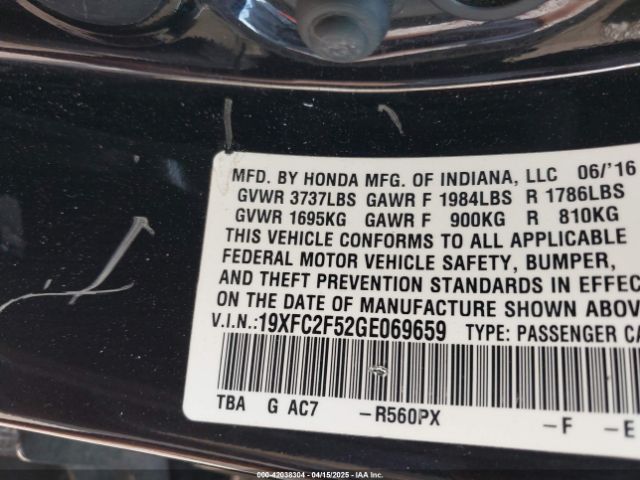 MFD. BY HONDA MFG. OF INDIANA, LLC 06/'16
GVWR 3737LBS GAWR F 1984LBS R 1786LBS
GVWR 1695KG GAWR F 900KG R 810KG
THIS VEHICLE CONFORMS TO ALL APPLICABLE
FEDERAL MOTOR VEHICLE SAFETY, BUMPER,
AND THEFT PREVENTION STANDARDS IN EFFEC
ON THE DATE OF MANUFACTURE SHOWN ABOV
V.I.N.:19XFC2F52GE069659 TYPE: PASSENGER CA
TBA G AC7 -R560PX -F -E
000-42038304 - 04/15/2025 - IAAI.COM